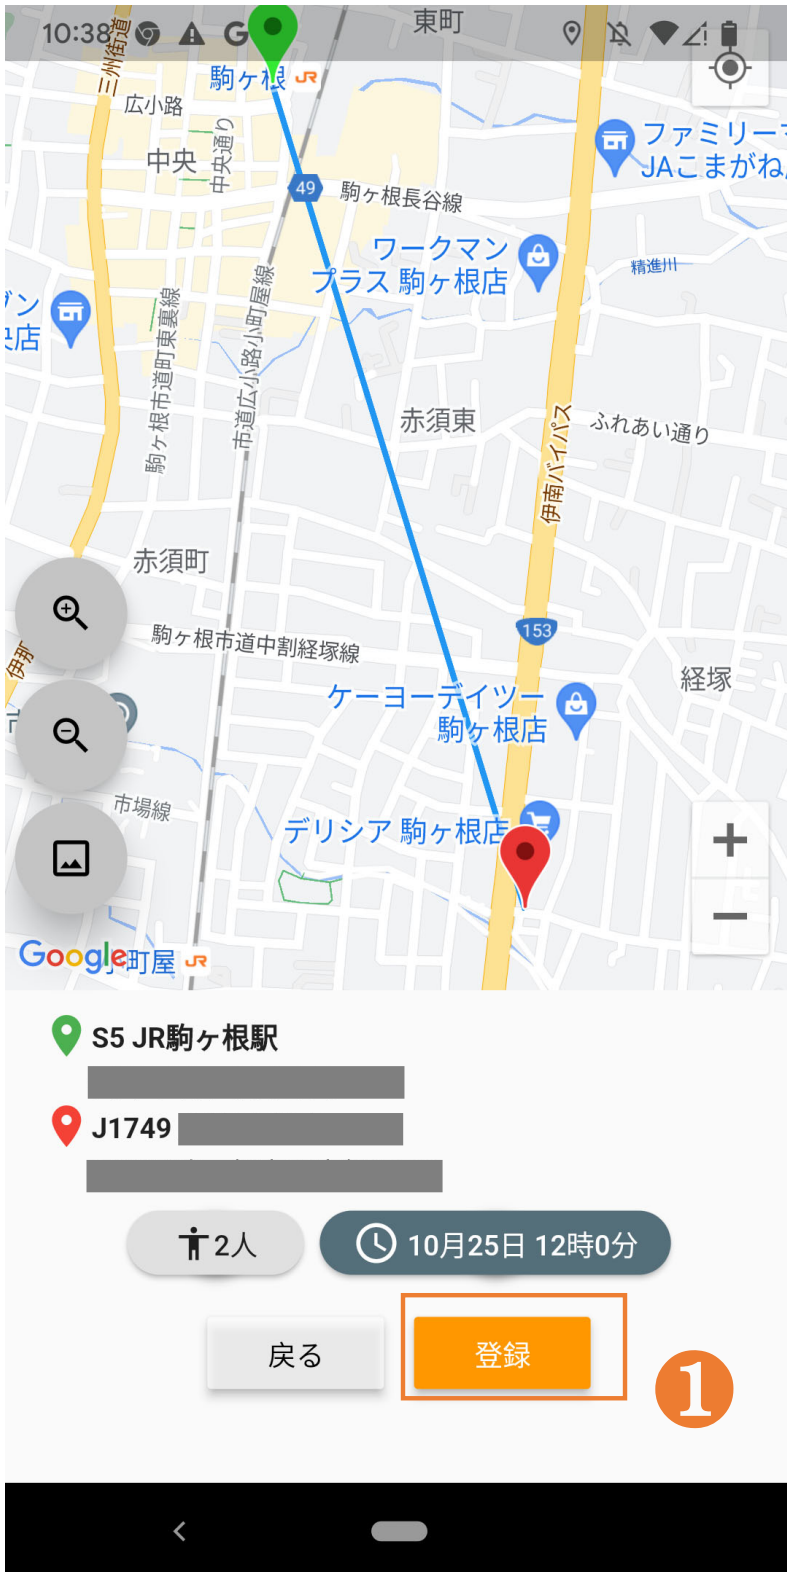 10:38
G
東町
三州街道
駒ヶ根 JR
広小路
中央通り
中央
ファミリーマ
JAこまがね
49
駒ヶ根長谷線
ワークマン
プラス 駒ヶ根店
精進川
ブン
店
駒ヶ根市道町東裏線
市道広小路小町屋線
赤須東
ふれあい通り
伊南バイパス
赤須町
153
駒ヶ根市道中割経塚線
伊那
経塚
ケーヨーデイツー
駒ヶ根店
市
市場線
デリシア 駒ヶ根店
+
−
Google
町屋 JR
S5 JR駒ヶ根駅
J1749
2人
10月25日 12時0分
戻る
登録
1